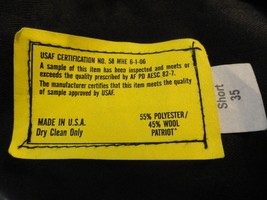 USAF CERTIFICATION NO. 58 MHE 6-1-06
A sample of this item has been inspected and meets or
exceeds the quality prescribed by AF PD AESC 82-7.
The manufacturer certifies that this item meets the quality
of sample approved by USAF.
MADE IN U.S.A.
Dry Clean Only
55% POLYESTER/
45% WOOL
PATRIOT™
Short
35